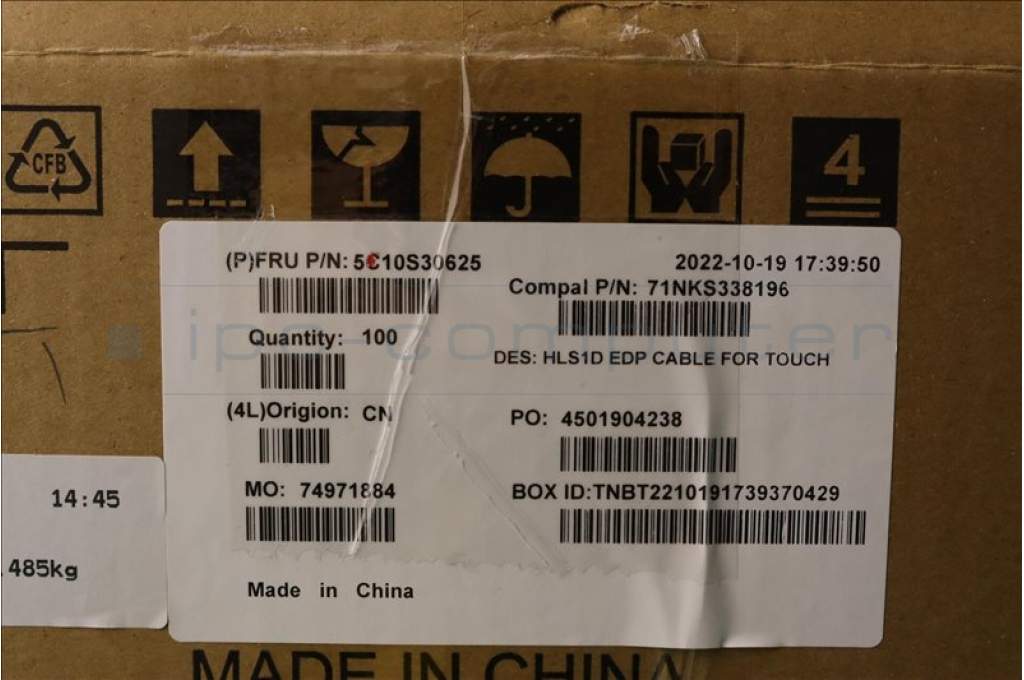 CFB
4
(P)FRU P/N: 5C10S30625
2022-10-19 17:39:50
Compal P/N: 71NKS338196
Quantity: 100
ipc-computer
DES: HLS1D EDP CABLE FOR TOUCH
(4L)Origion: CN
PO: 4501904238
MO: 74971884
BOX ID:TNBT2210191739370429
14:45
.485kg
Made in China
MADE IN CHINA